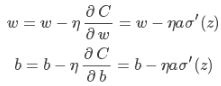 w = w − η ∂C/∂w = w − ηaσ′(z)
b = b − η ∂C/∂b = b − ηaσ′(z)